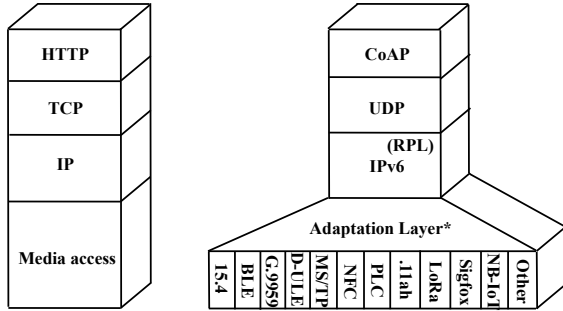 HTTP
TCP
IP
Media access
CoAP
UDP
(RPL)
IPv6
Adaptation Layer*
15.4
BLE
G.9959
D-ULE
MS/TP
NFC
PLC
.11ah
LoRa
Sigfox
NB-IoT
Other